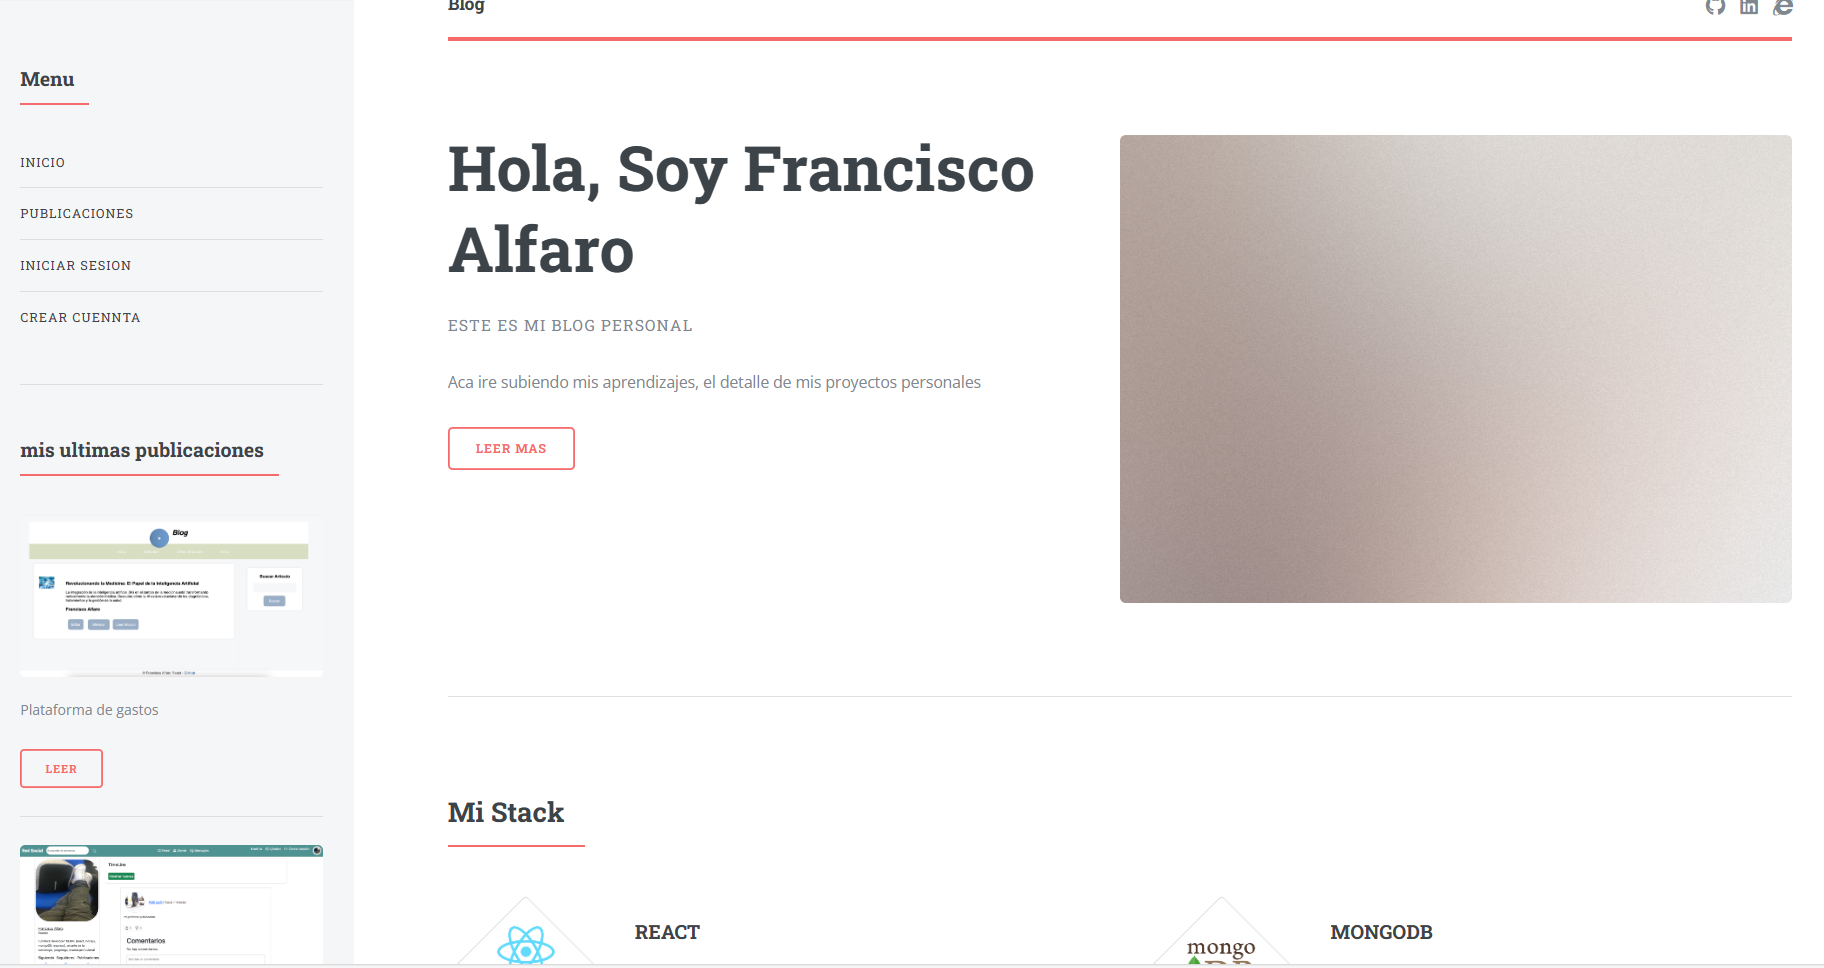 Menu
INICIO
PUBLICACIONES
INICIAR SESION
CREAR CUENNTA
mis ultimas publicaciones
Blog
Buscar Articulo
Revolucionando la Medicina: El Papel de la Inteligencia Artificial
Francisco Alfaro
Plataforma de gastos
LEER
Red Social
Timeline
Comentarios
Blog
Hola, Soy Francisco
Alfaro
ESTE ES MI BLOG PERSONAL
Aca ire subiendo mis aprendizajes, el detalle de mis proyectos personales
LEER MAS
Mi Stack
REACT
mongo
MONGODB